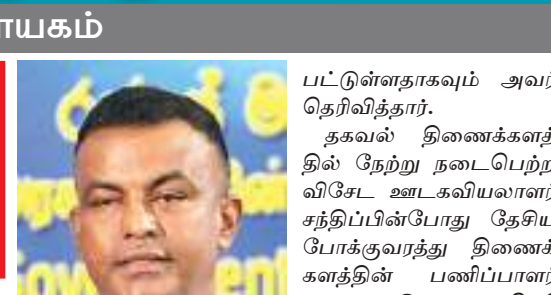 யகம்
பட்டுள்ளதாகவும் அவர்
தெரிவித்தார்.
தகவல் திணைக்களத்
தில் நேற்று நடைபெற்ற
விசேட ஊடகவியலாளர்
சந்திப்பின்போது தேசிய
போக்குவரத்து திணைக்
களத்தின் பணிப்பாளர்